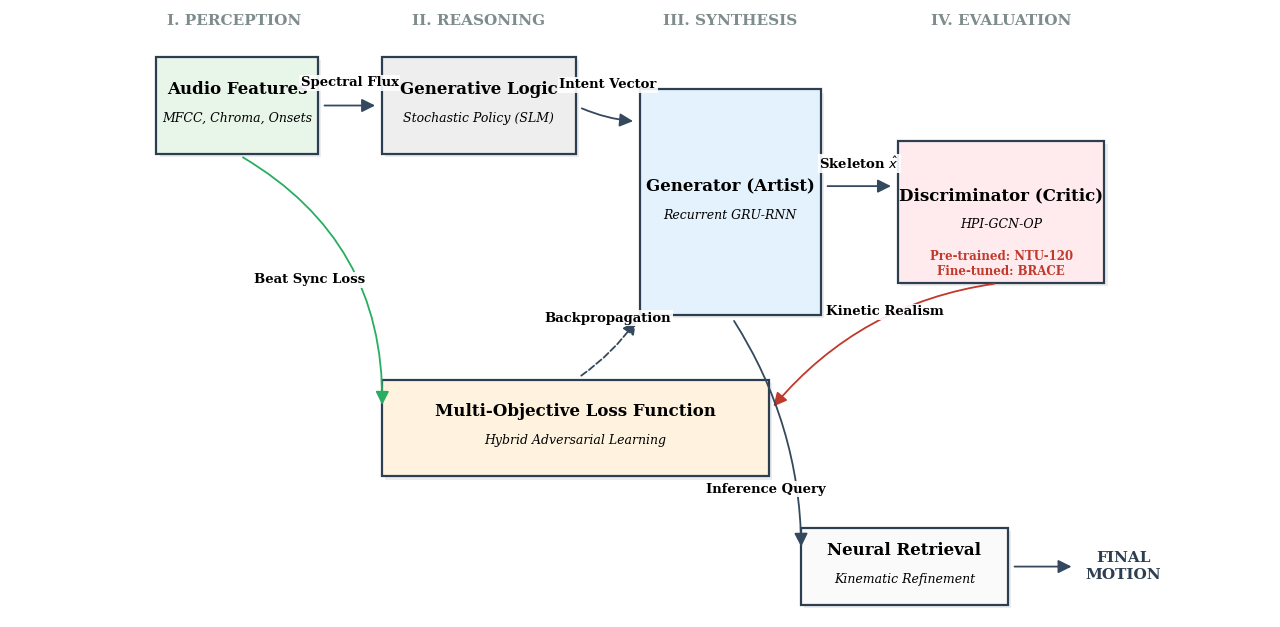 I. PERCEPTION
II. REASONING
III. SYNTHESIS
IV. EVALUATION
Audio Features
MFCC, Chroma, Onsets
Spectral Flux
Generative Logic
Stochastic Policy (SLM)
Intent Vector
Generator (Artist)
Recurrent GRU-RNN
Skeleton x̂
Discriminator (Critic)
HPI-GCN-OP
Pre-trained: NTU-120
Fine-tuned: BRACE
Beat Sync Loss
Backpropagation
Kinetic Realism
Multi-Objective Loss Function
Hybrid Adversarial Learning
Inference Query
Neural Retrieval
Kinematic Refinement
FINAL
MOTION